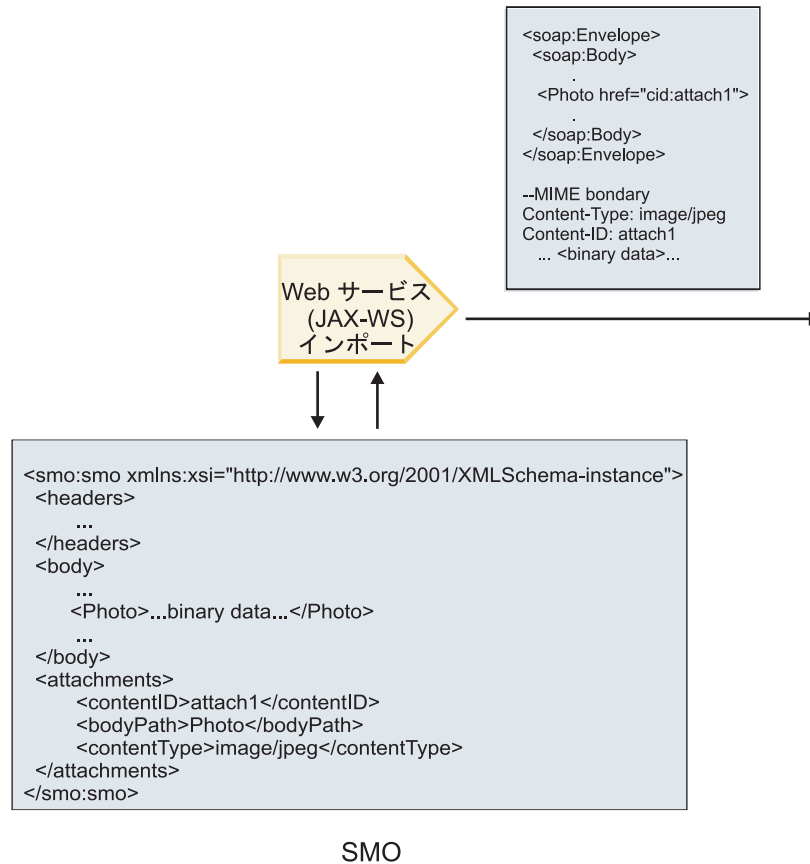 <soap:Envelope>
<soap:Body>
.
<Photo href="cid:attach1">
.
</soap:Body>
</soap:Envelope>
--MIME bondary
Content-Type: image/jpeg
Content-ID: attach1
... <binary data>...
Web サービス
(JAX-WS)
インポート
<smo:smo xmlns:xsi="http://www.w3.org/2001/XMLSchema-instance">
<headers>
...
</headers>
<body>
...
<Photo>...binary data...</Photo>
...
</body>
<attachments>
<contentID>attach1</contentID>
<bodyPath>Photo</bodyPath>
<contentType>image/jpeg</contentType>
</attachments>
</smo:smo>
SMO